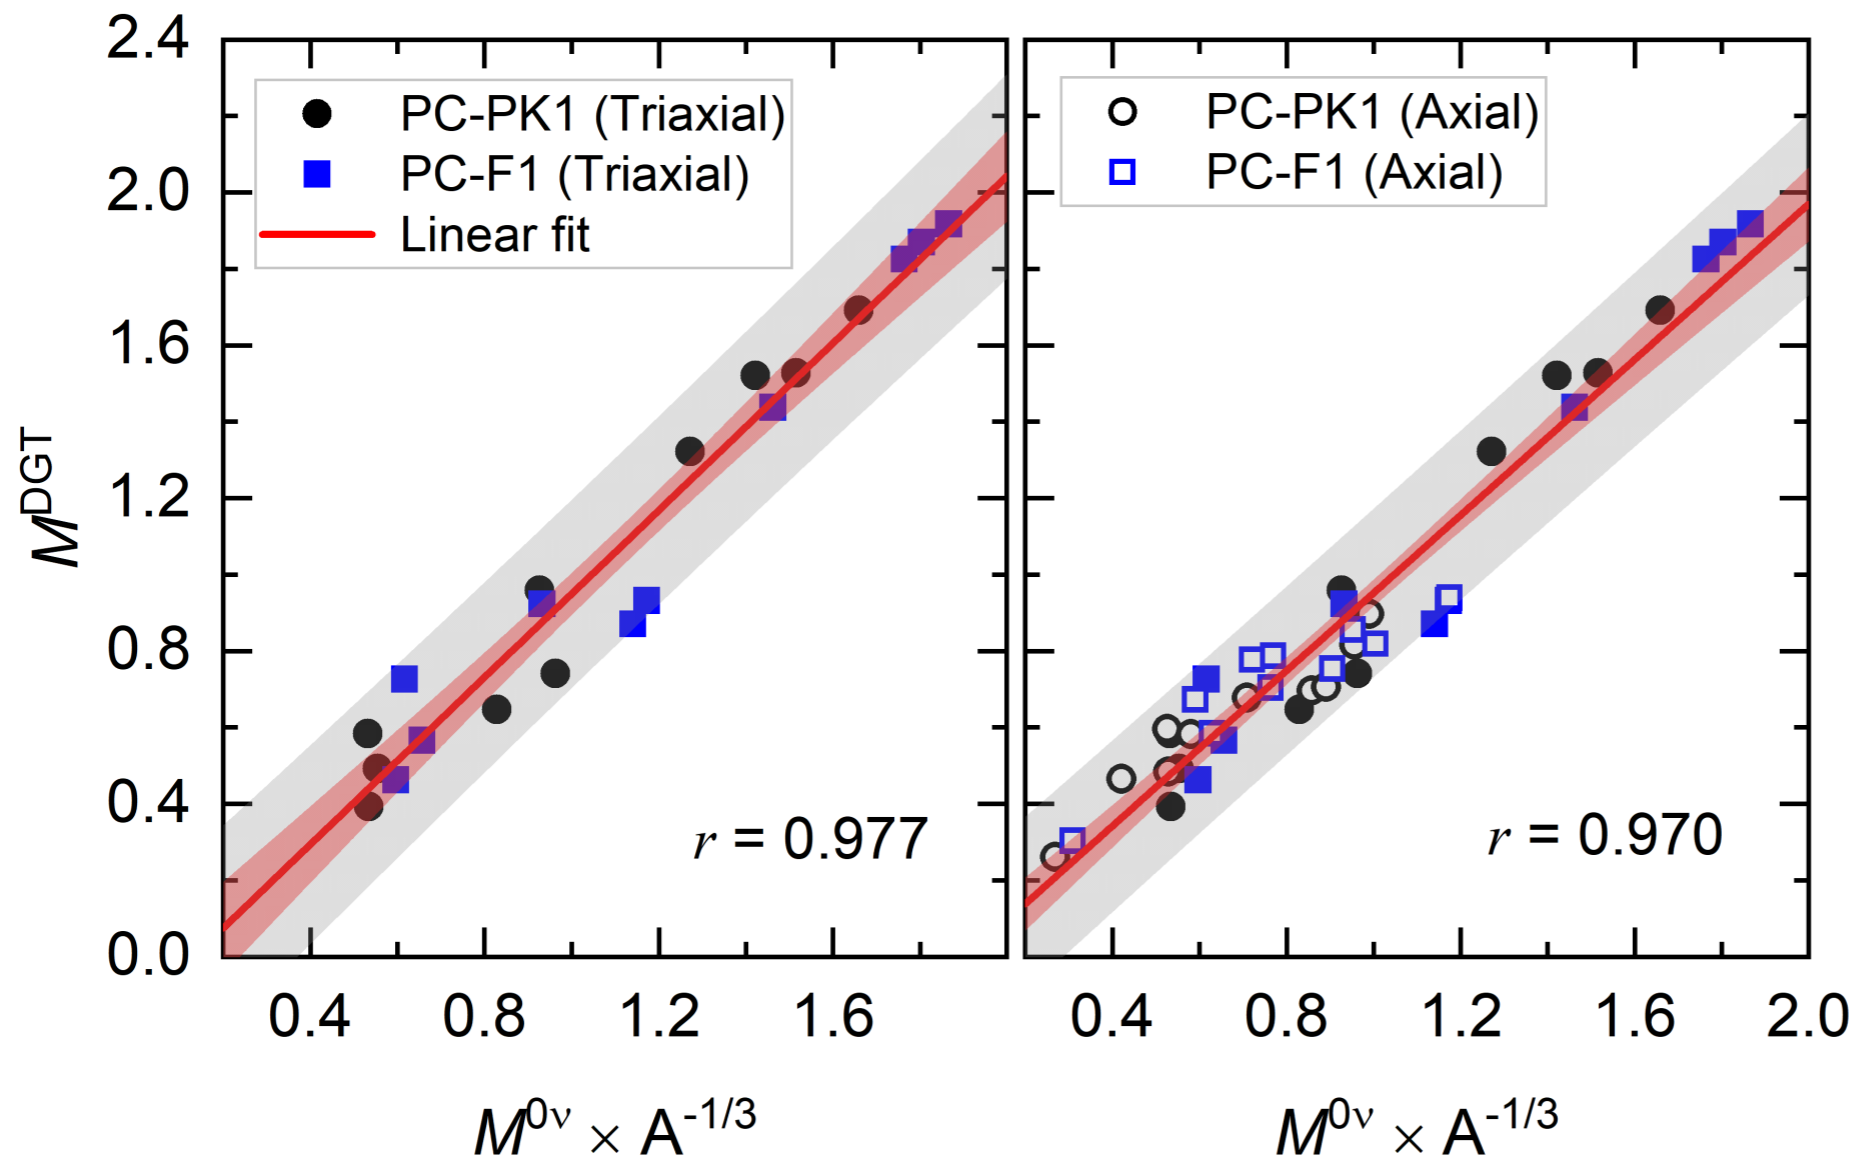 2.4
2.0
1.6
1.2
0.8
0.4
0.0
M^DGT
PC-PK1 (Triaxial)
PC-F1 (Triaxial)
Linear fit
r = 0.977
0.4 0.8 1.2 1.6
M^0ν × A^-1/3
PC-PK1 (Axial)
PC-F1 (Axial)
r = 0.970
0.4 0.8 1.2 1.6 2.0
M^0ν × A^-1/3